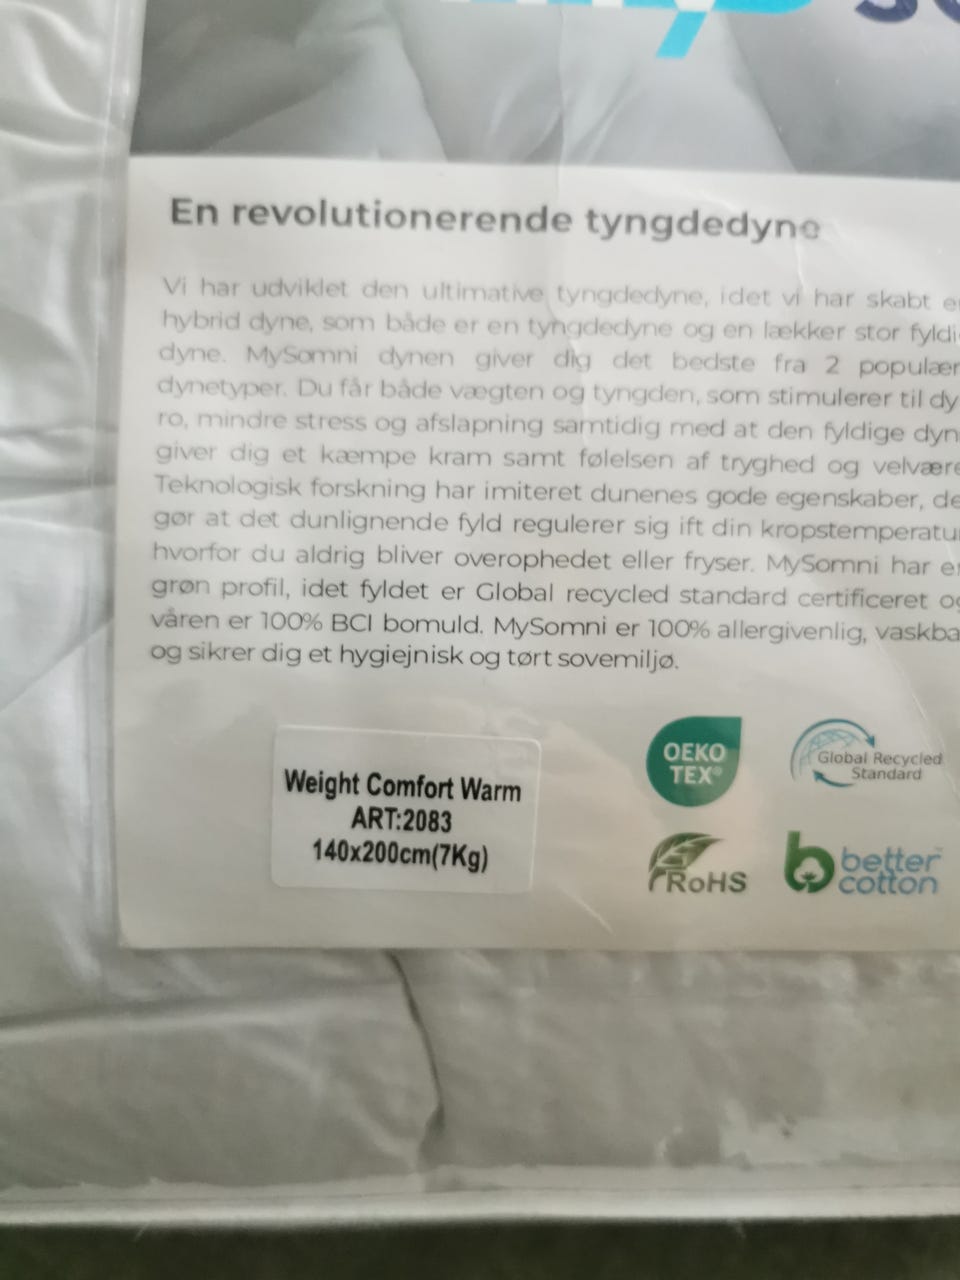 En revolutionerende tyngdedyne
Vi har udviklet den ultimative tyngdedyne, idet vi har skabt
hybrid dyne, som både er en tyngdedyne og en lækker stor
dyne. MySomni dynen giver dig det bedste fra 2
dynetyper. Du får både vægten og tyngden, som stimulerer til
ro, mindre stress og afslapning samtidig med at den fyldige
giver dig et kæmpe kram samt følelsen af tryghed og
Teknologisk forskning har imiteret dunenes gode egenskaber,
gør at det dunlignende fyld regulerer sig ift din kropstemperatur
hvorfor du aldrig bliver overophedet eller fryser. MySomni har
grøn profil, idet fyldet er Global recycled standard certificeret
våren er 100% BCI bomuld. MySomni er 100% allergivenlig,
og sikrer dig et hygiejnisk og tørt sovemiljø.
OEKO
TEX®
Global Recycled
Standard
Weight Comfort Warm
ART:2083
140x200cm(7Kg)
RoHS
better
cotton